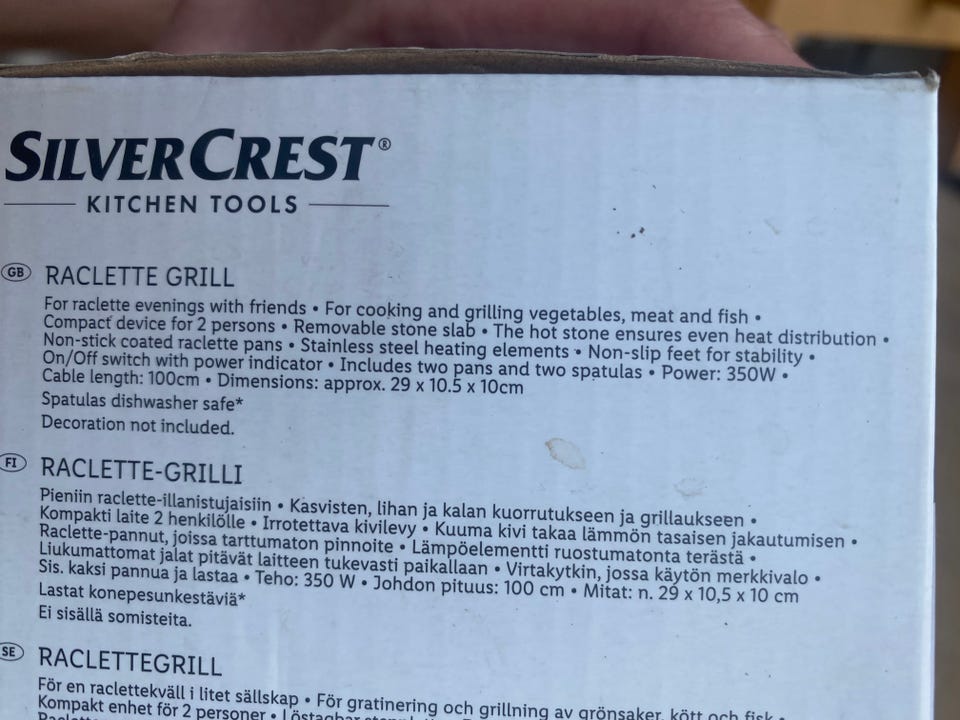 SILVERCREST®
KITCHEN TOOLS
GB RACLETTE GRILL
For raclette evenings with friends • For cooking and grilling vegetables, meat and fish •
Compact device for 2 persons • Removable stone slab • The hot stone ensures even heat distribution •
Non-stick coated raclette pans • Stainless steel heating elements • Non-slip feet for stability •
On/Off switch with power indicator • Includes two pans and two spatulas • Power: 350W •
Cable length: 100cm • Dimensions: approx. 29 x 10.5 x 10cm
Spatulas dishwasher safe*
Decoration not included.
FI RACLETTE-GRILLI
Pieniin raclette-illanistujaisiin • Kasvisten, lihan ja kalan kuorrutukseen ja grillaukseen •
Kompakti laite 2 henkilölle • Irrotettava kivilevy • Kuuma kivi takaa lämmön tasaisen jakautumisen •
Raclette-pannut, joissa tarttumaton pinnoite • Lämpöelementti ruostumatonta terästä •
Liukumattomat jalat pitävät laitteen tukevasti paikallaan • Virtakytkin, jossa käytön merkkivalo •
Sis. kaksi pannua ja lastaa • Teho: 350 W • Johdon pituus: 100 cm • Mitat: n. 29 x 10,5 x 10 cm
Lastat konepesunkestäviä*
Ei sisällä somisteita.
SE RACLETTEGRILL
För en raclettekväll i litet sällskap • För gratinering och grillning av grönsaker, kött och fisk •
Kompakt enhet för 2 personer •